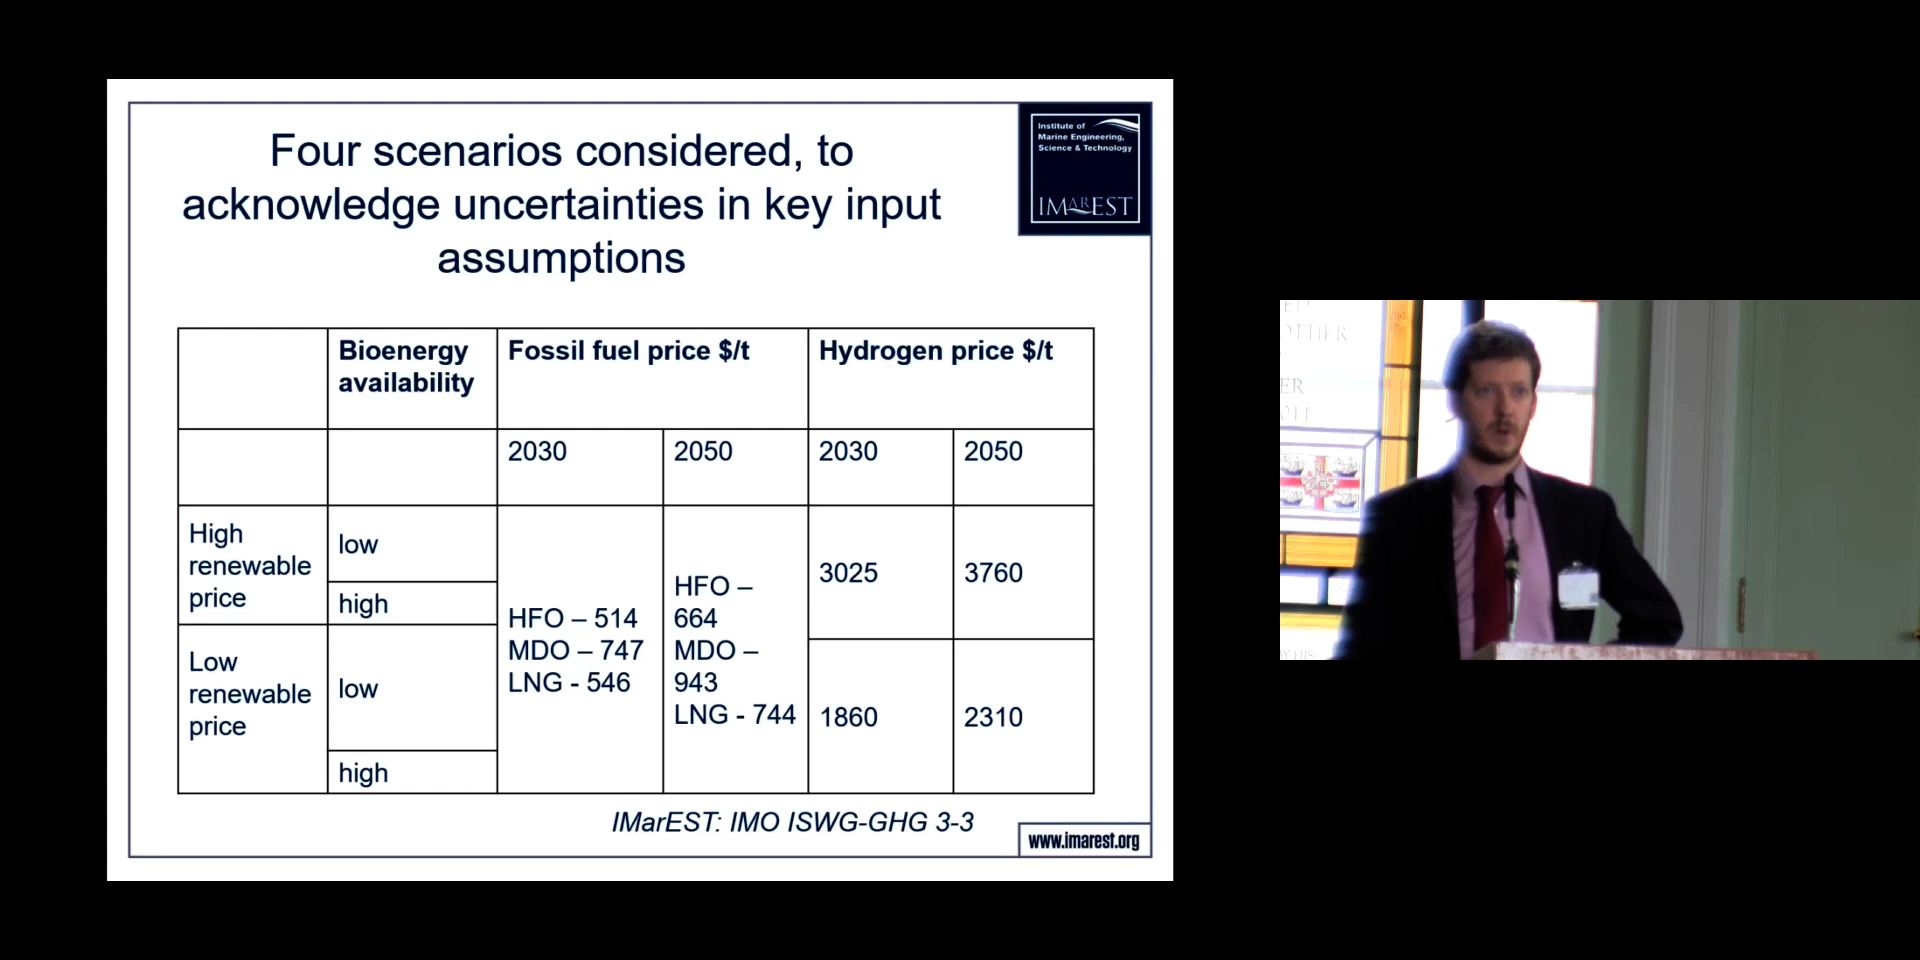 Four scenarios considered, to
acknowledge uncertainties in key input
assumptions
Institute of
Marine Engineering,
Science & Technology
IMarEST
Bioenergy
availability
Fossil fuel price $/t
Hydrogen price $/t
2030
2050
2030
2050
High
renewable
price
low
high
HFO – 514
MDO – 747
LNG - 546
HFO –
664
MDO –
943
LNG - 744
3025
3760
Low
renewable
price
low
high
1860
2310
IMarEST: IMO ISWG-GHG 3-3
www.imarest.org